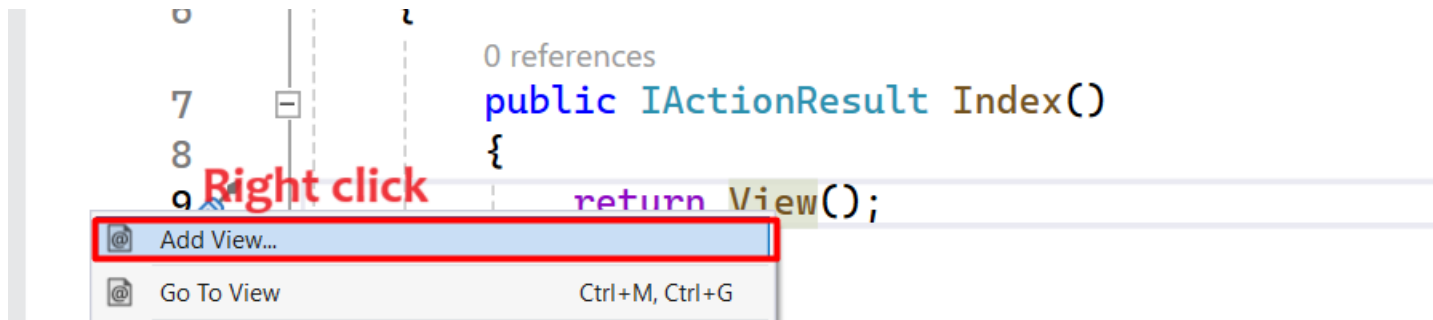 6 {
0 references
7 public IActionResult Index()
8 {
9 Right click return View();
Add View...
Go To View Ctrl+M, Ctrl+G